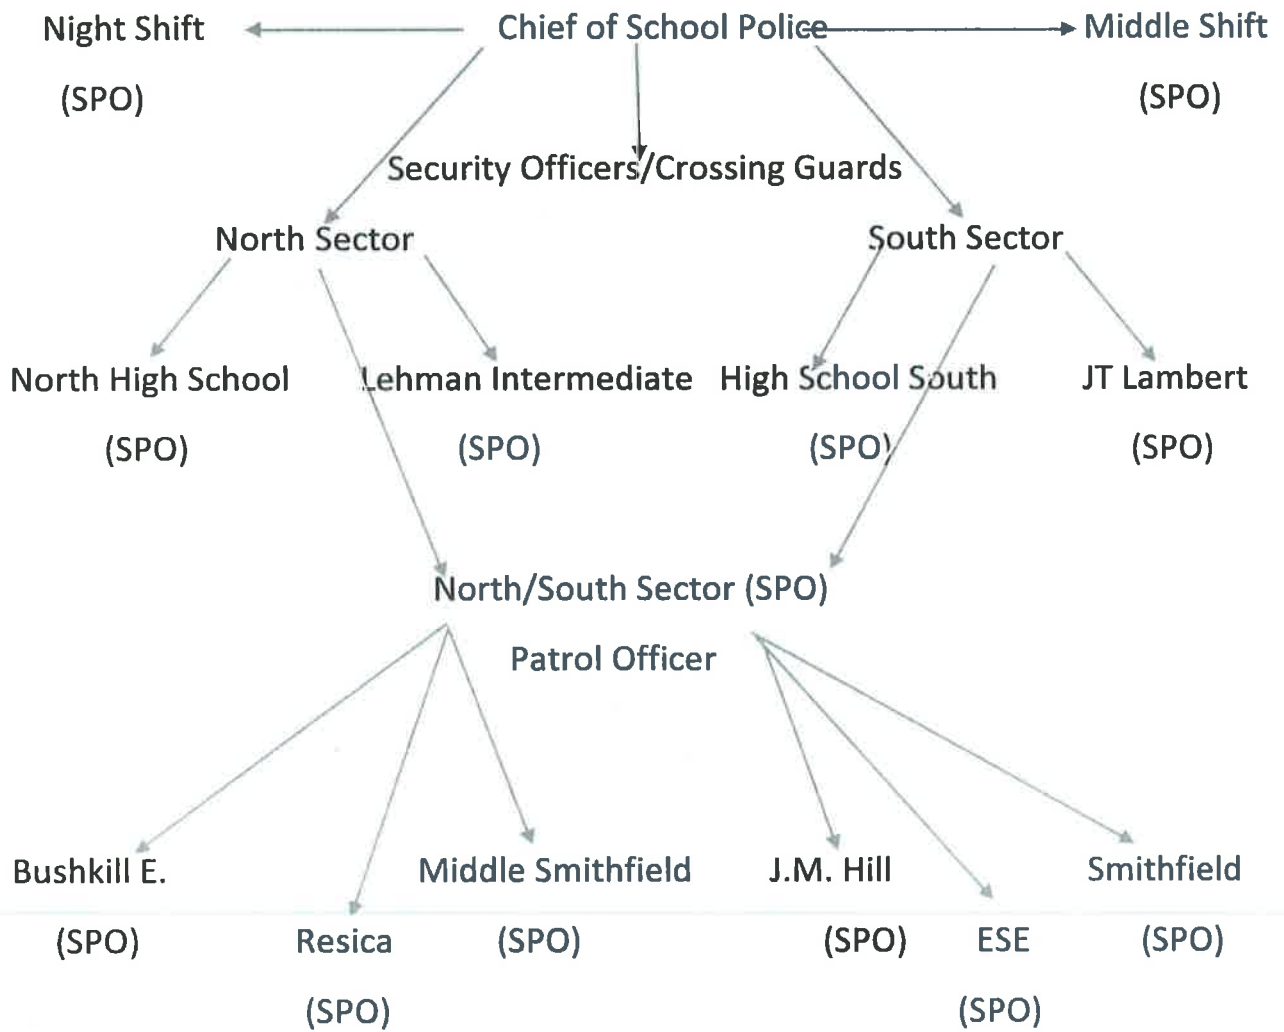 Night Shift Chief of School Police Middle Shift
(SPO) (SPO)
Security Officers/Crossing Guards
North Sector South Sector
North High School Lehman Intermediate High School South JT Lambert
(SPO) (SPO) (SPO) (SPO)
North/South Sector (SPO)
Patrol Officer
Bushkill E. Middle Smithfield J.M. Hill Smithfield
(SPO) Resica (SPO) (SPO) ESE (SPO)
(SPO) (SPO)